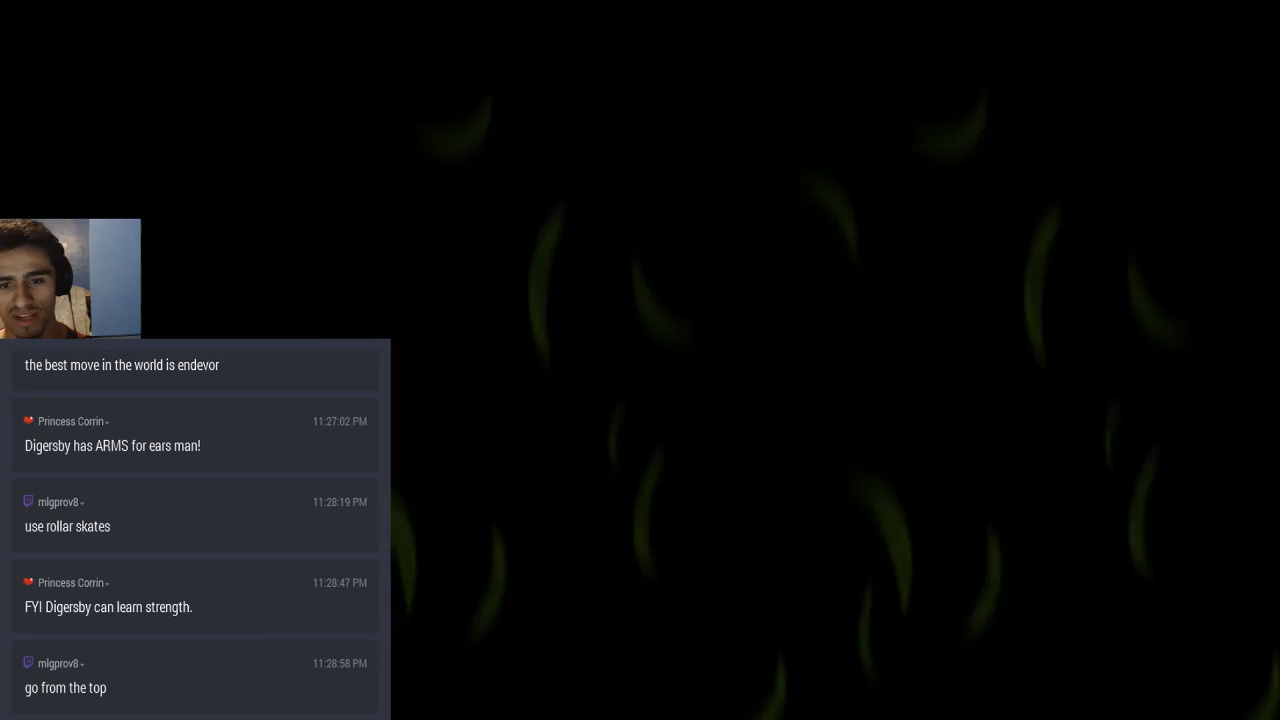 the best move in the world is endevor
Princess Corrin 11:27:02 PM
Digersby has ARMS for ears man!
mlgprov8 11:28:19 PM
use rollar skates
Princess Corrin 11:28:47 PM
FYI Digersby can learn strength.
mlgprov8 11:28:58 PM
go from the top